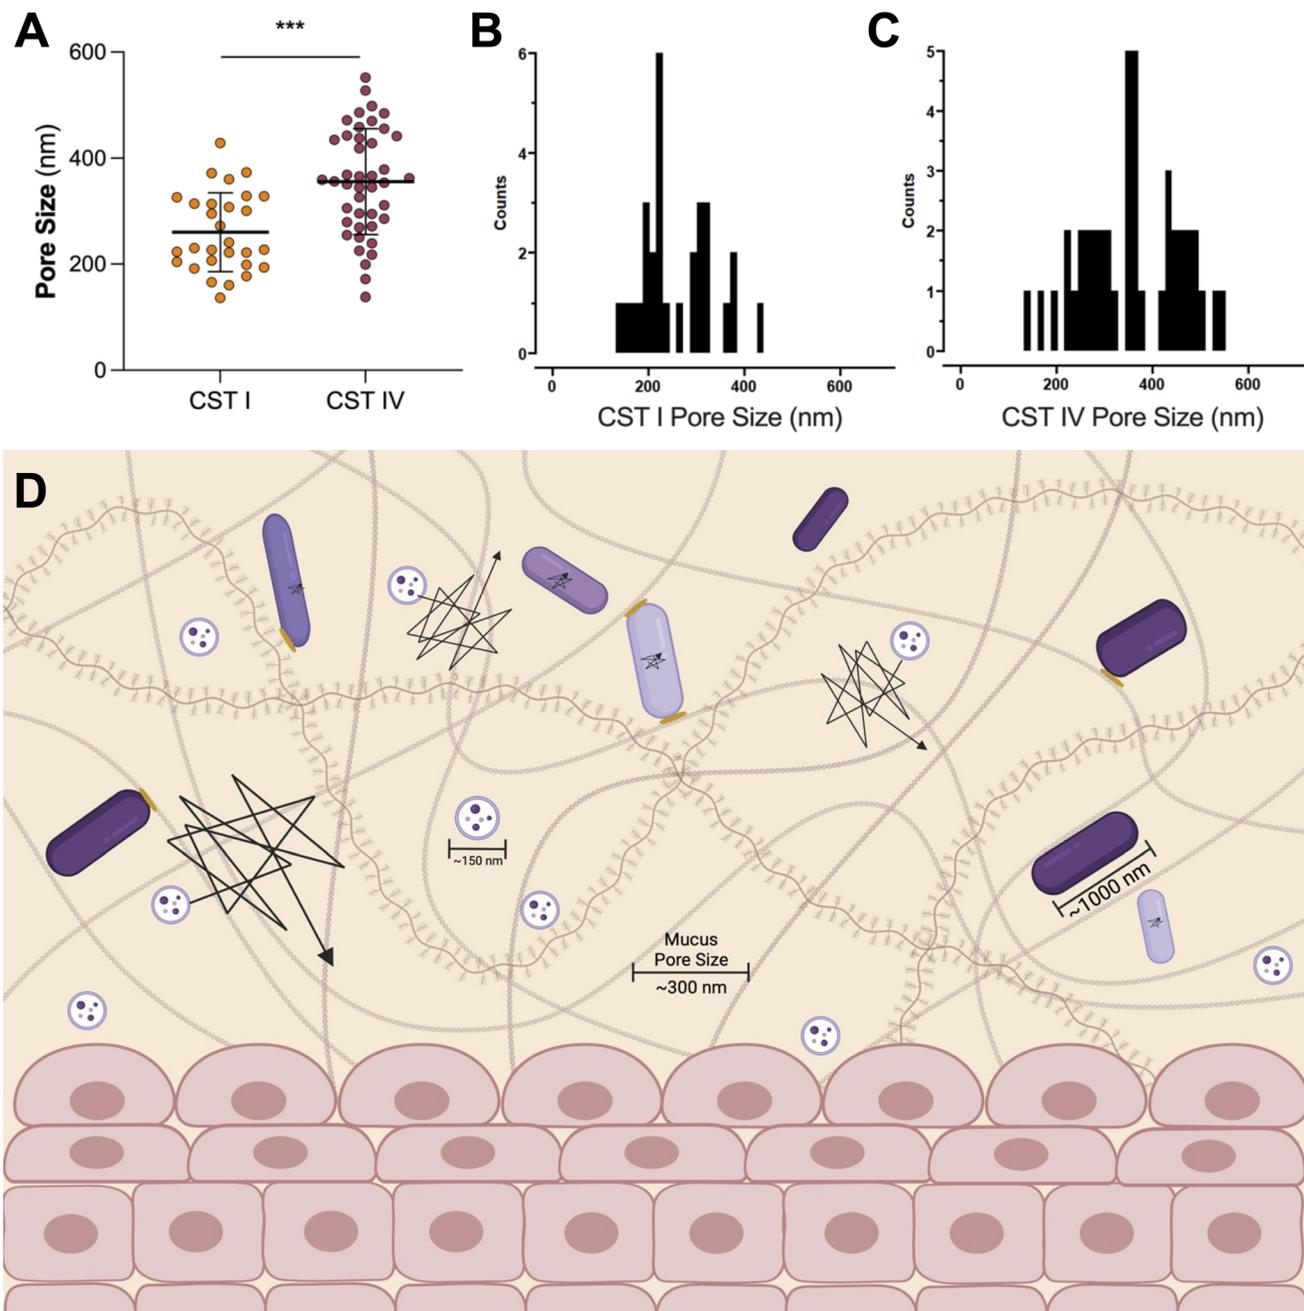 A
***
600
400
200
0
Pore Size (nm)
CST I
CST IV
B
6
4
2
0
Counts
0 200 400 600
CST I Pore Size (nm)
C
5
4
3
2
1
0
Counts
0 200 400 600
CST IV Pore Size (nm)
D
~150 nm
Mucus
Pore Size
~300 nm
~1000 nm